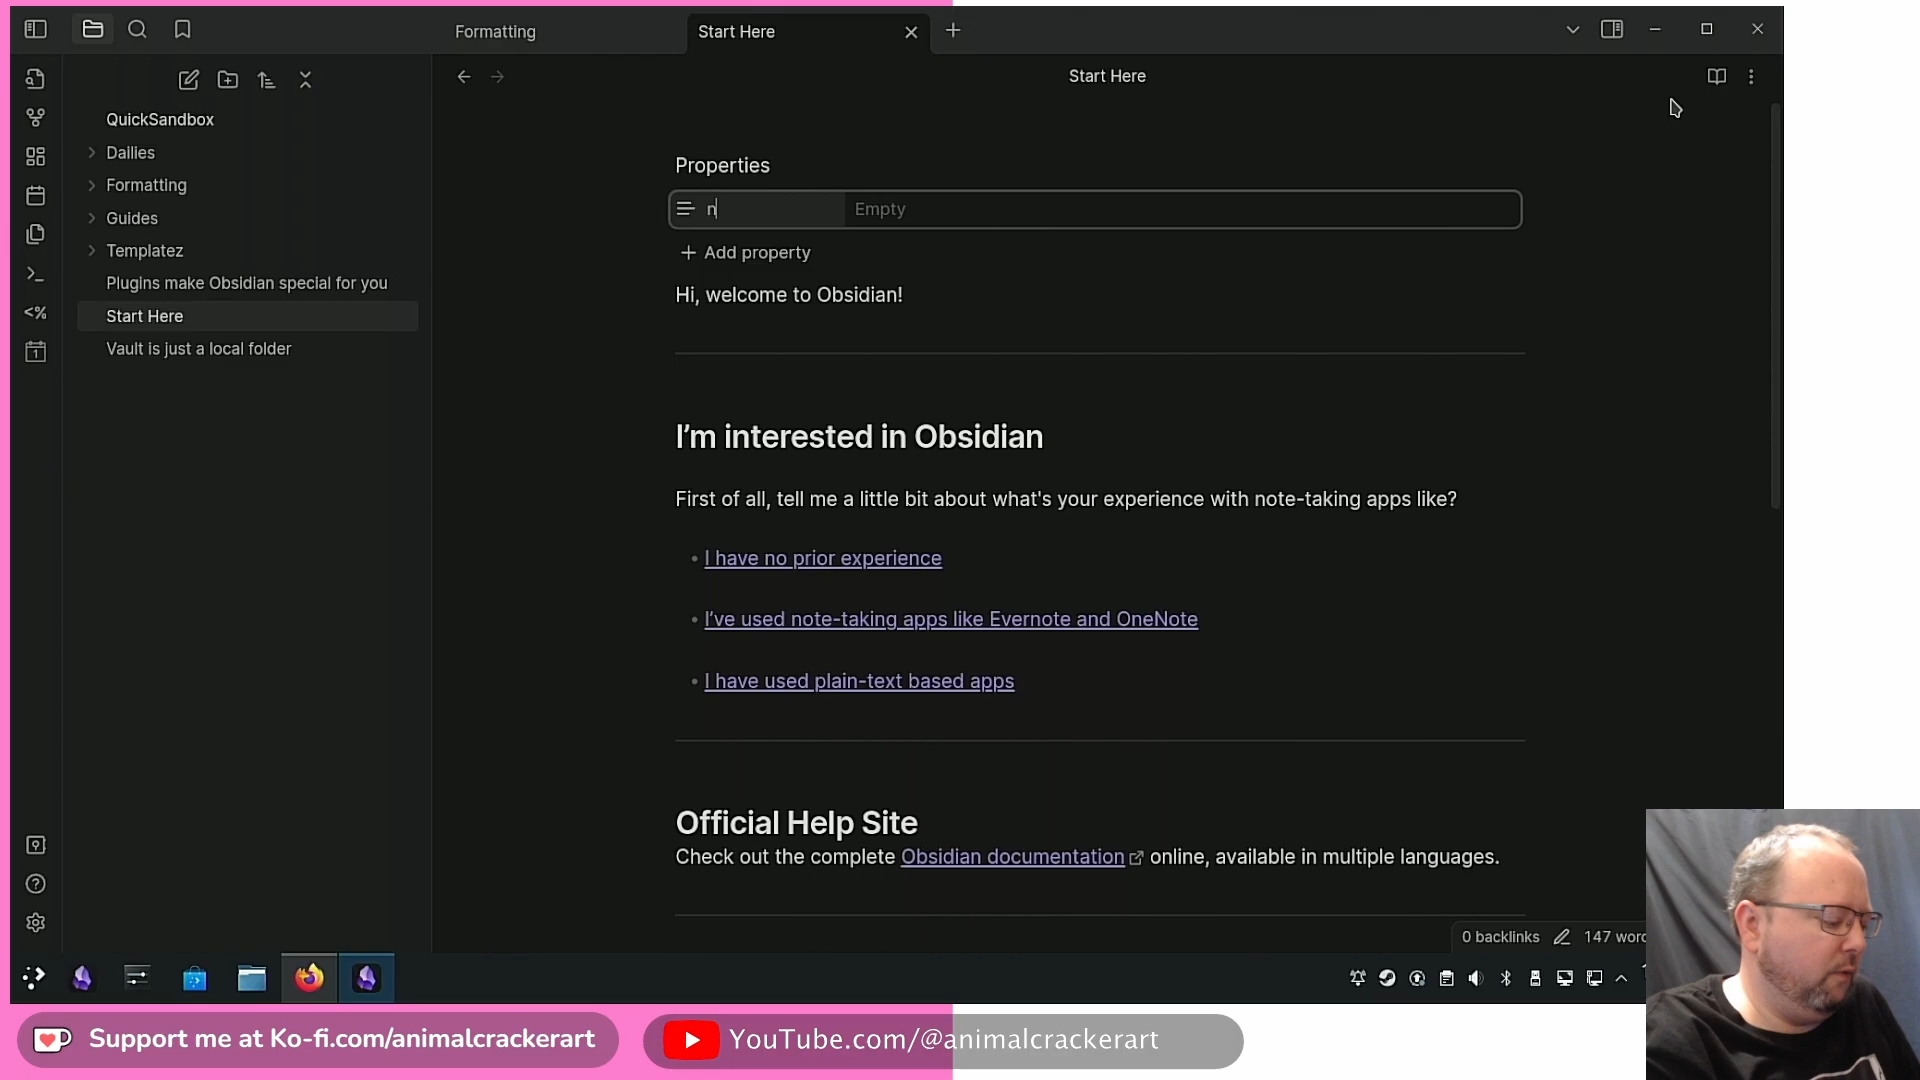 Formatting
Start Here
Start Here
QuickSandbox
Dailies
Formatting
Guides
Templatez
Plugins make Obsidian special for you
Start Here
Vault is just a local folder
Properties
n Empty
Add property
Hi, welcome to Obsidian!
I'm interested in Obsidian
First of all, tell me a little bit about what's your experience with note-taking apps like?
• I have no prior experience
• I've used note-taking apps like Evernote and OneNote
• I have used plain-text based apps
Official Help Site
Check out the complete Obsidian documentation online, available in multiple languages.
0 backlinks 147 wor
Support me at Ko-fi.com/animalcrackerart
YouTube.com/@animalcrackerart